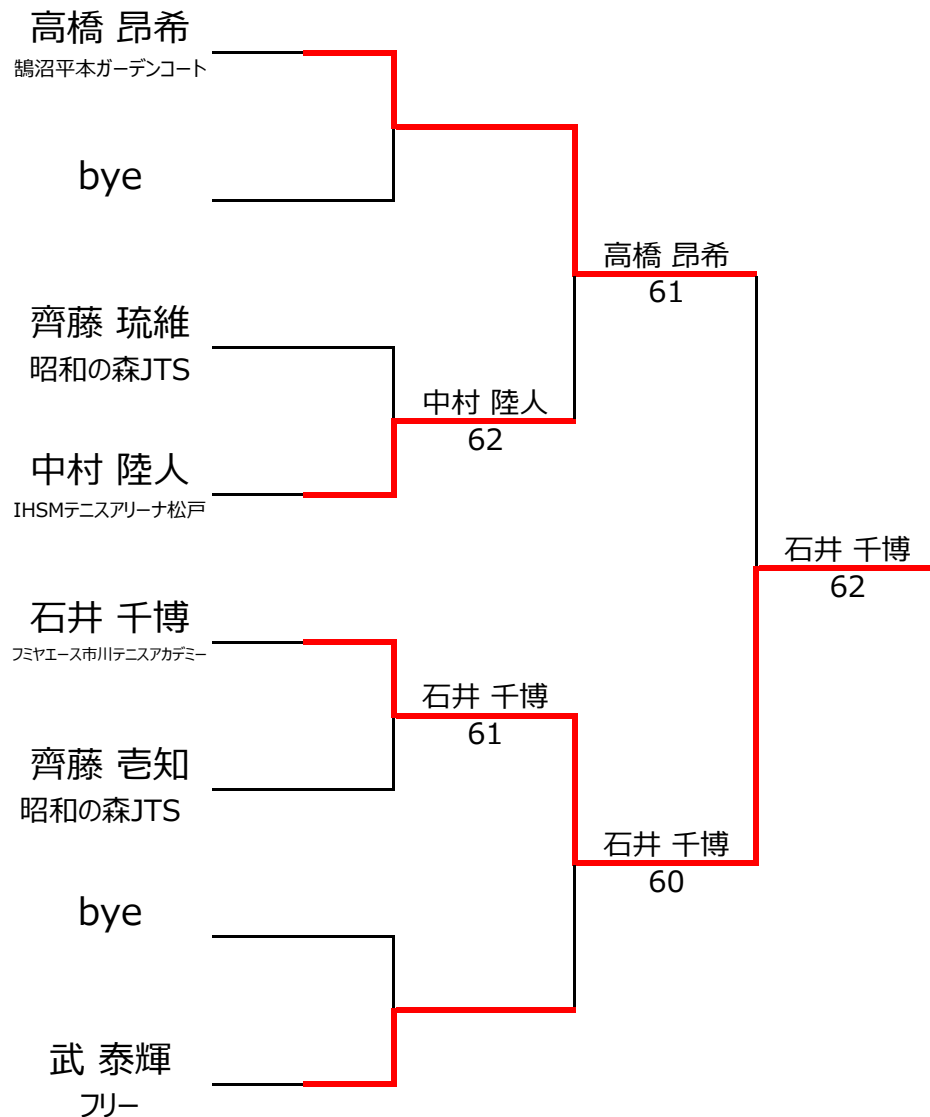 高橋 昂希
鵠沼平本ガーデンコート
bye
高橋 昂希
61
齊藤 琉維
昭和の森JTS
中村 陸人
62
中村 陸人
IHSMテニスアリーナ松戸
石井 千博
62
石井 千博
フミヤエース市川テニスアカデミー
石井 千博
61
齊藤 壱知
昭和の森JTS
石井 千博
60
bye
武 泰輝
フリー